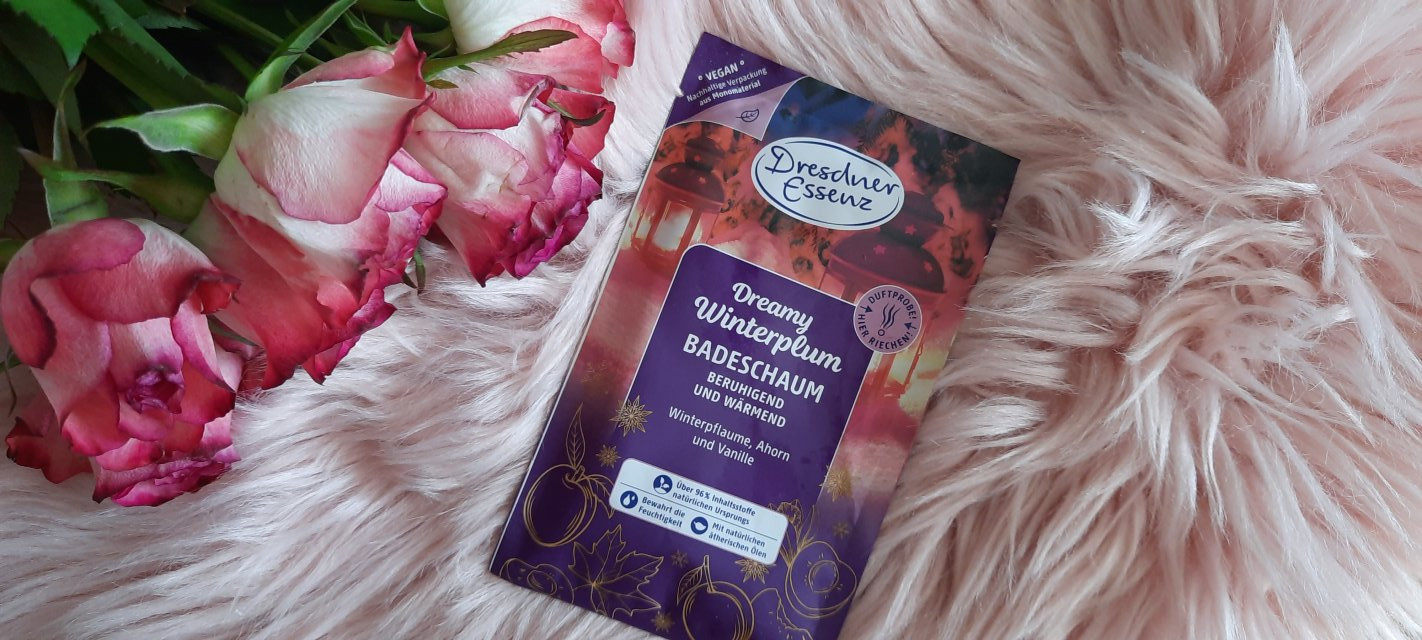 ° VEGAN °
Nachhaltige Verpackung
aus Monomaterial
Dresdner
Essenz
DUFTPROBE!
HIER RIECHEN!
Dreamy
Winterplum
BADESCHAUM
BERUHIGEND
UND WÄRMEND
Winterpflaume, Ahorn
und Vanille
Über 96% Inhaltsstoffe
natürlichen Ursprungs
Bewahrt die
Feuchtigkeit
Mit natürlichen
ätherischen Ölen